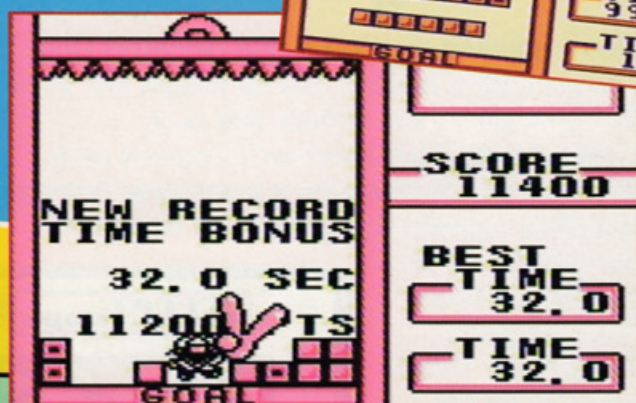 GOAL
NEW RECORD
TIME BONUS
32.0 SEC
11200 TS
GOAL
SCORE
11400
BEST
TIME
32.0
TIME
32.0